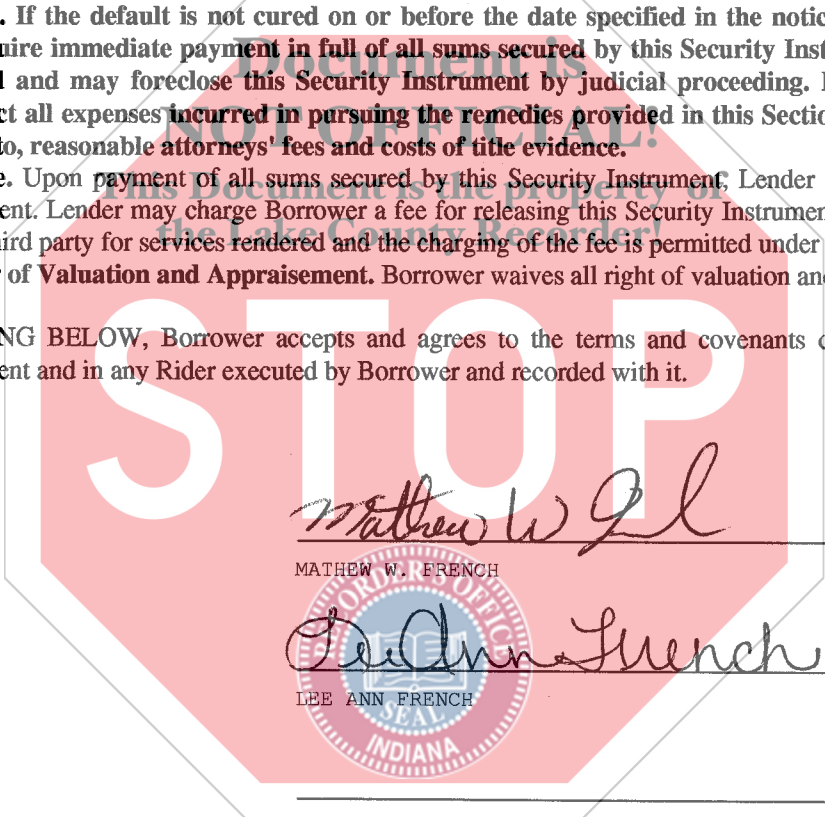 . If the default is not cured on or before the date specified in the notic
uire immediate payment in full of all sums secured by this Security Inst
l and may foreclose this Security Instrument by judicial proceeding. L
ct all expenses incurred in pursuing the remedies provided in this Sectio
to, reasonable attorneys' fees and costs of title evidence.
e. Upon payment of all sums secured by this Security Instrument, Lender
ent. Lender may charge Borrower a fee for releasing this Security Instrumen
ird party for services rendered and the charging of the fee is permitted under
r of Valuation and Appraisement. Borrower waives all right of valuation an
NG BELOW, Borrower accepts and agrees to the terms and covenants c
ent and in any Rider executed by Borrower and recorded with it.
Document is
NOT OFFICIAL!
This Document is the property of
the Lake County Recorder!
STOP
Mathew W
MATHEW W. FRENCH
Lee Ann French
LEE ANN FRENCH
RECORDER'S OFFICE
SEAL
INDIANA